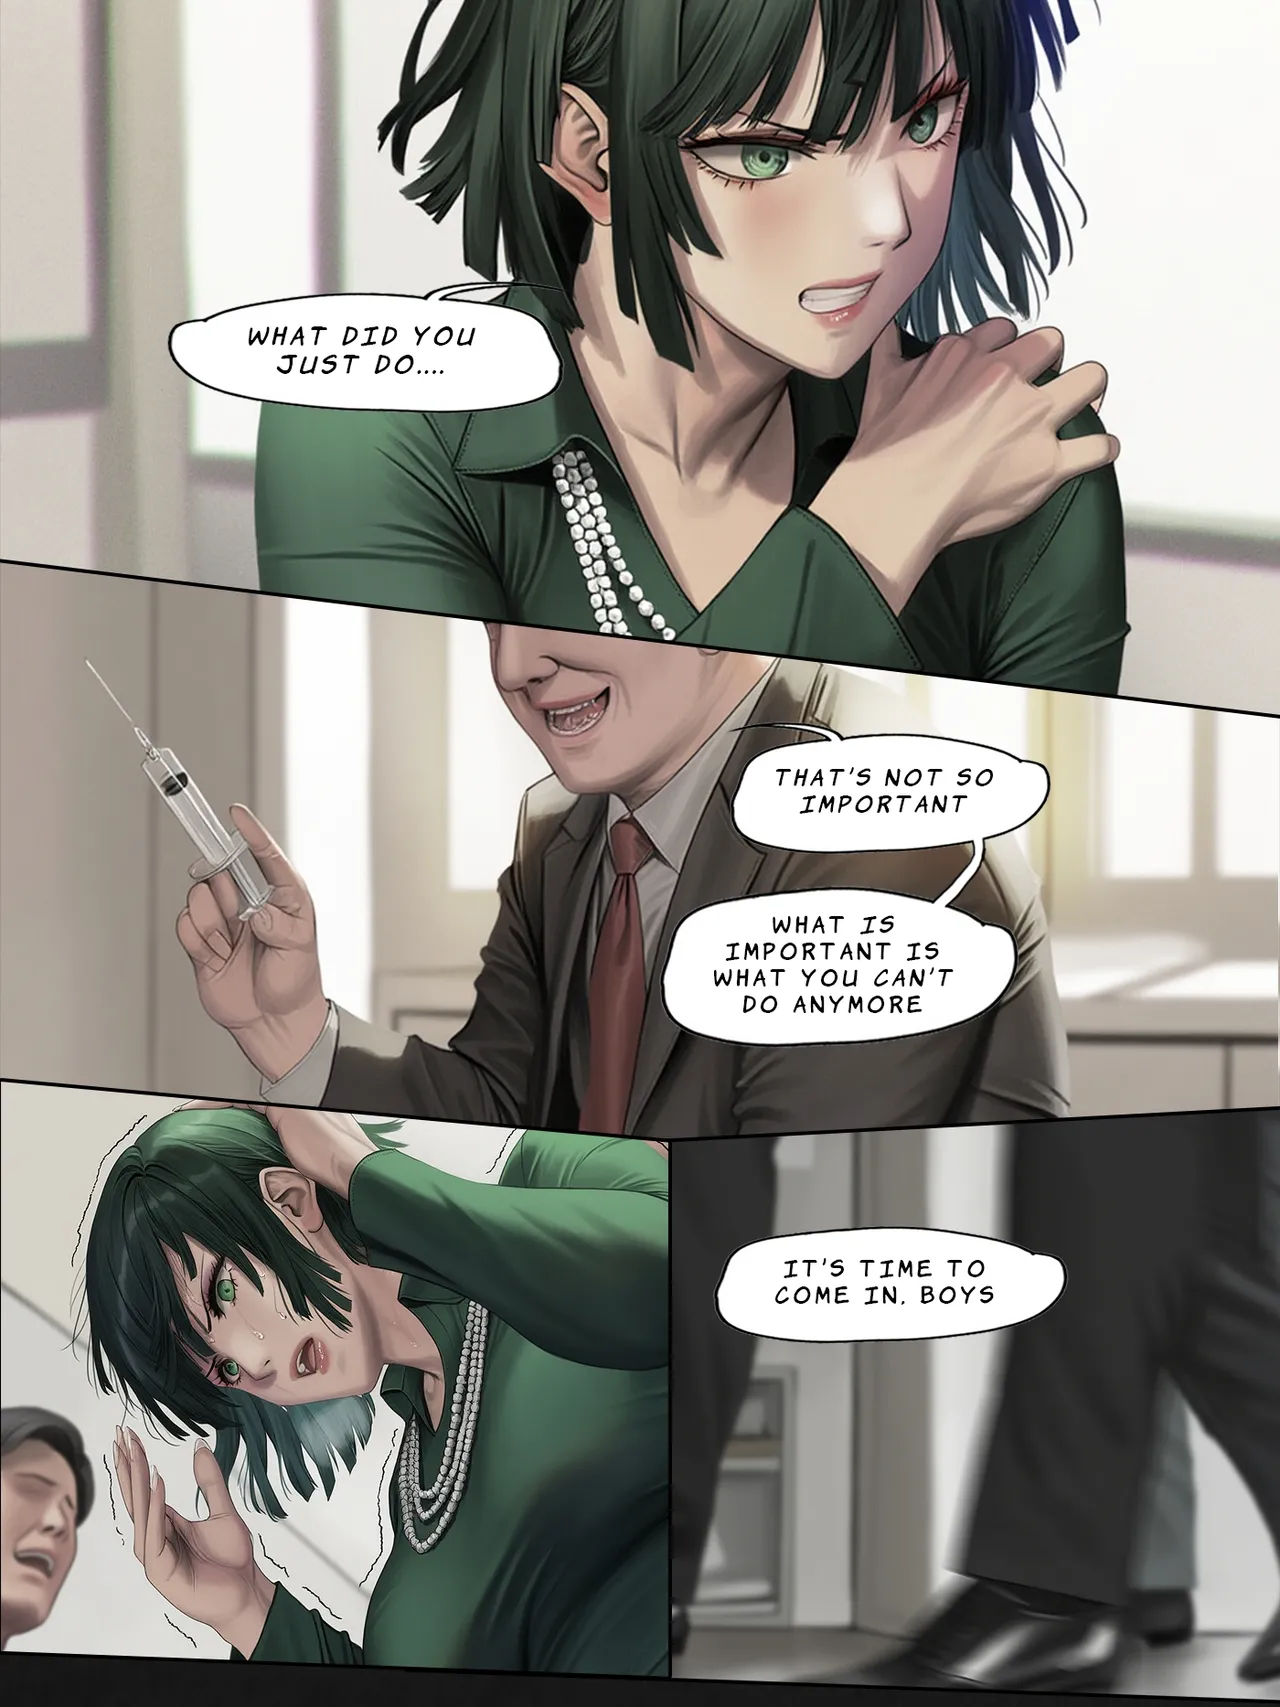 WHAT DID YOU
JUST DO....
THAT'S NOT SO
IMPORTANT
WHAT IS
IMPORTANT IS
WHAT YOU CAN'T
DO ANYMORE
IT'S TIME TO
COME IN. BOYS